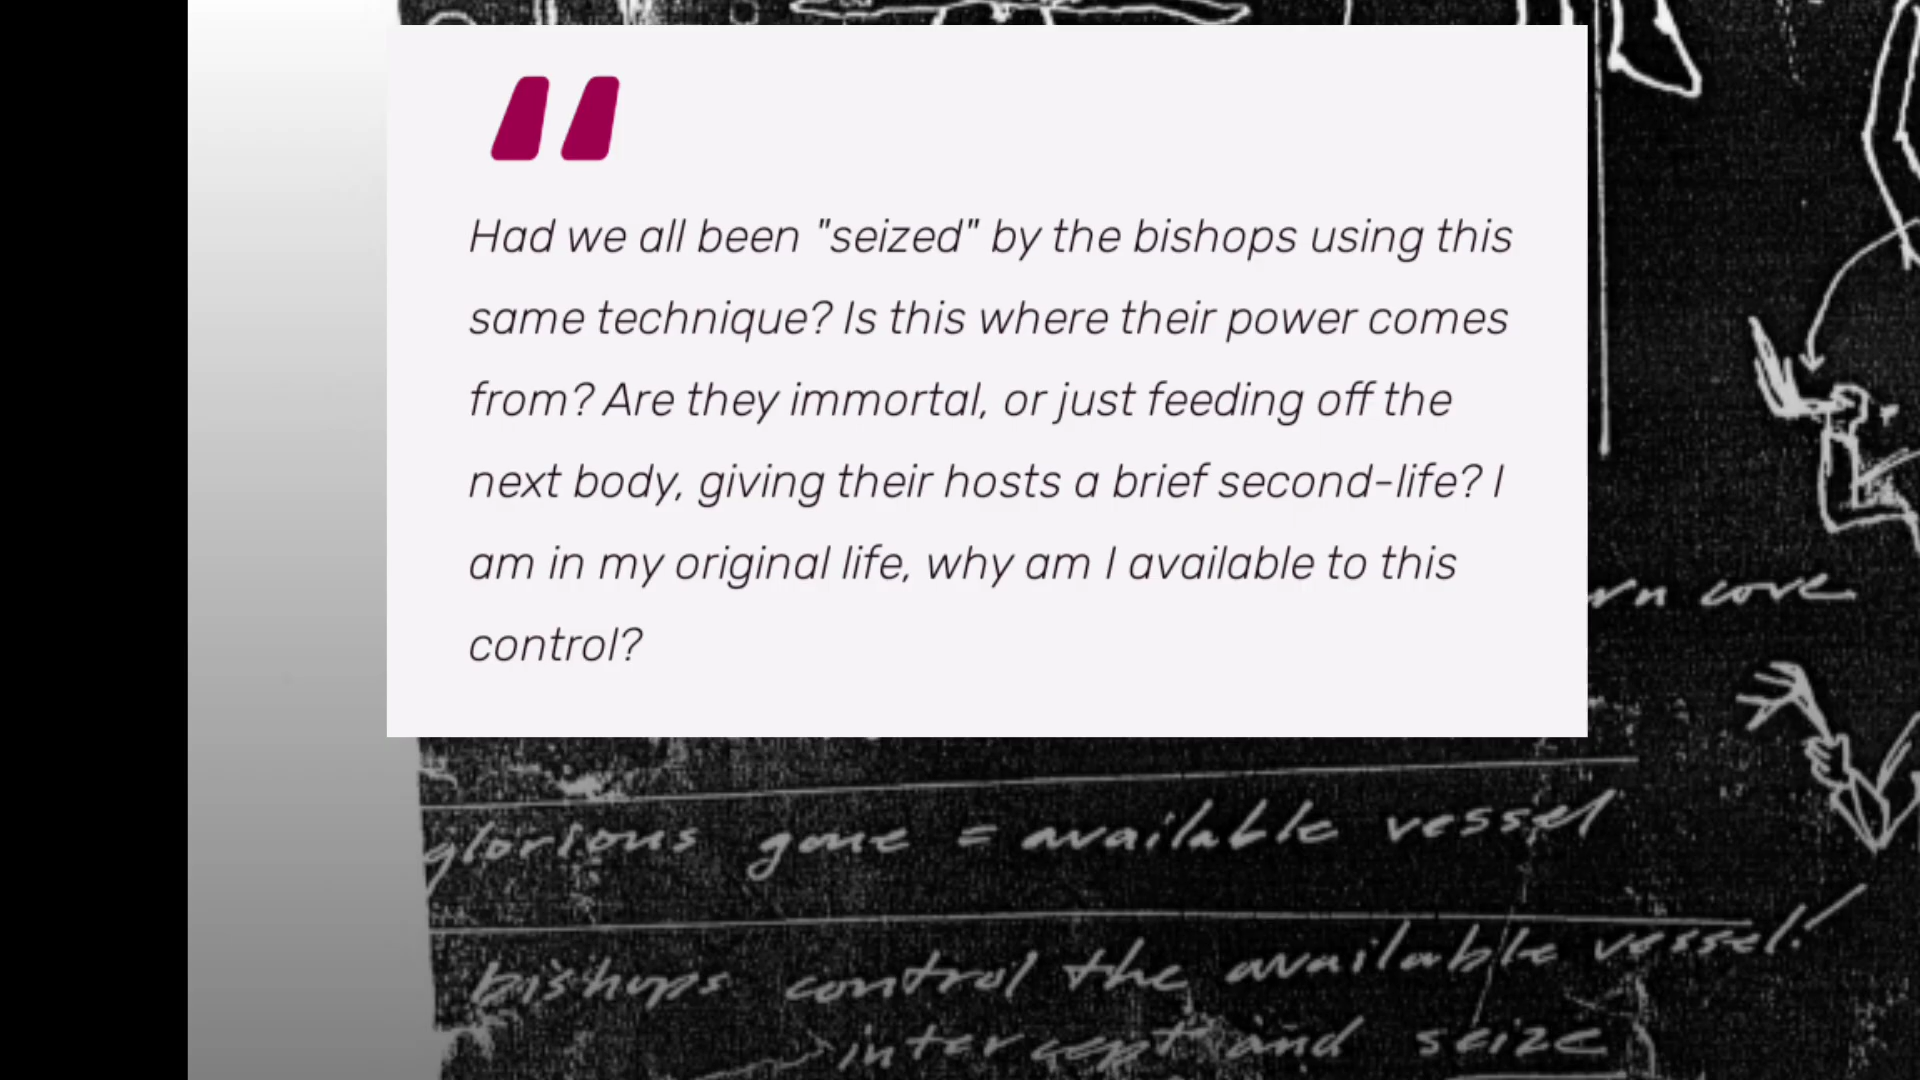 Had we all been "seized" by the bishops using this
same technique? Is this where their power comes
from? Are they immortal, or just feeding off the
next body, giving their hosts a brief second-life? I
am in my original life, why am I available to this
control?
cove
glorious gone = available vessel
bishops control the available vessel!
intercept and seize